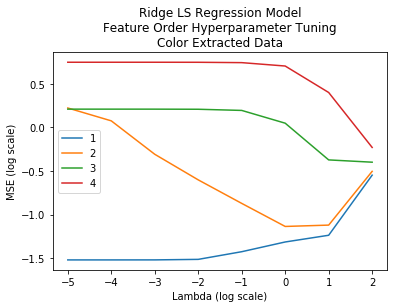 Ridge LS Regression Model
Feature Order Hyperparameter Tuning
Color Extracted Data
MSE (log scale)
0.5
0.0
−0.5
−1.0
−1.5
1
2
3
4
−5 −4 −3 −2 −1 0 1 2
Lambda (log scale)